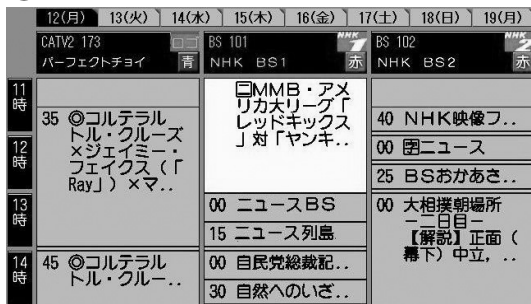 12(月) 13(火) 14(水) 15(木) 16(金) 17(土) 18(日) 19(月)
CATV2 173
パーフェクトチョイ 青
BS 101
NHK BS1 赤
NHK 1
BS 102
NHK BS2 赤
NHK 2
11時
12時
13時
14時
35 ◎コルテラル
トル・クルーズ
×ジェイミー・
フェイクス(「
Ray」)×マ..
45 ◎コルテラル
トル・クルー..
MMB・アメ
リカ大リーグ「
レッドキックス
」対「ヤンキ..
00 ニュースBS
15 ニュース列島
00 自民党総裁記..
30 自然へのいざ..
40 NHK映像フ..
00 字ニュース
25 BSおかあさ..
00 大相撲朝場所
ー二日目ー
【解説】正面(
幕下)中立,..